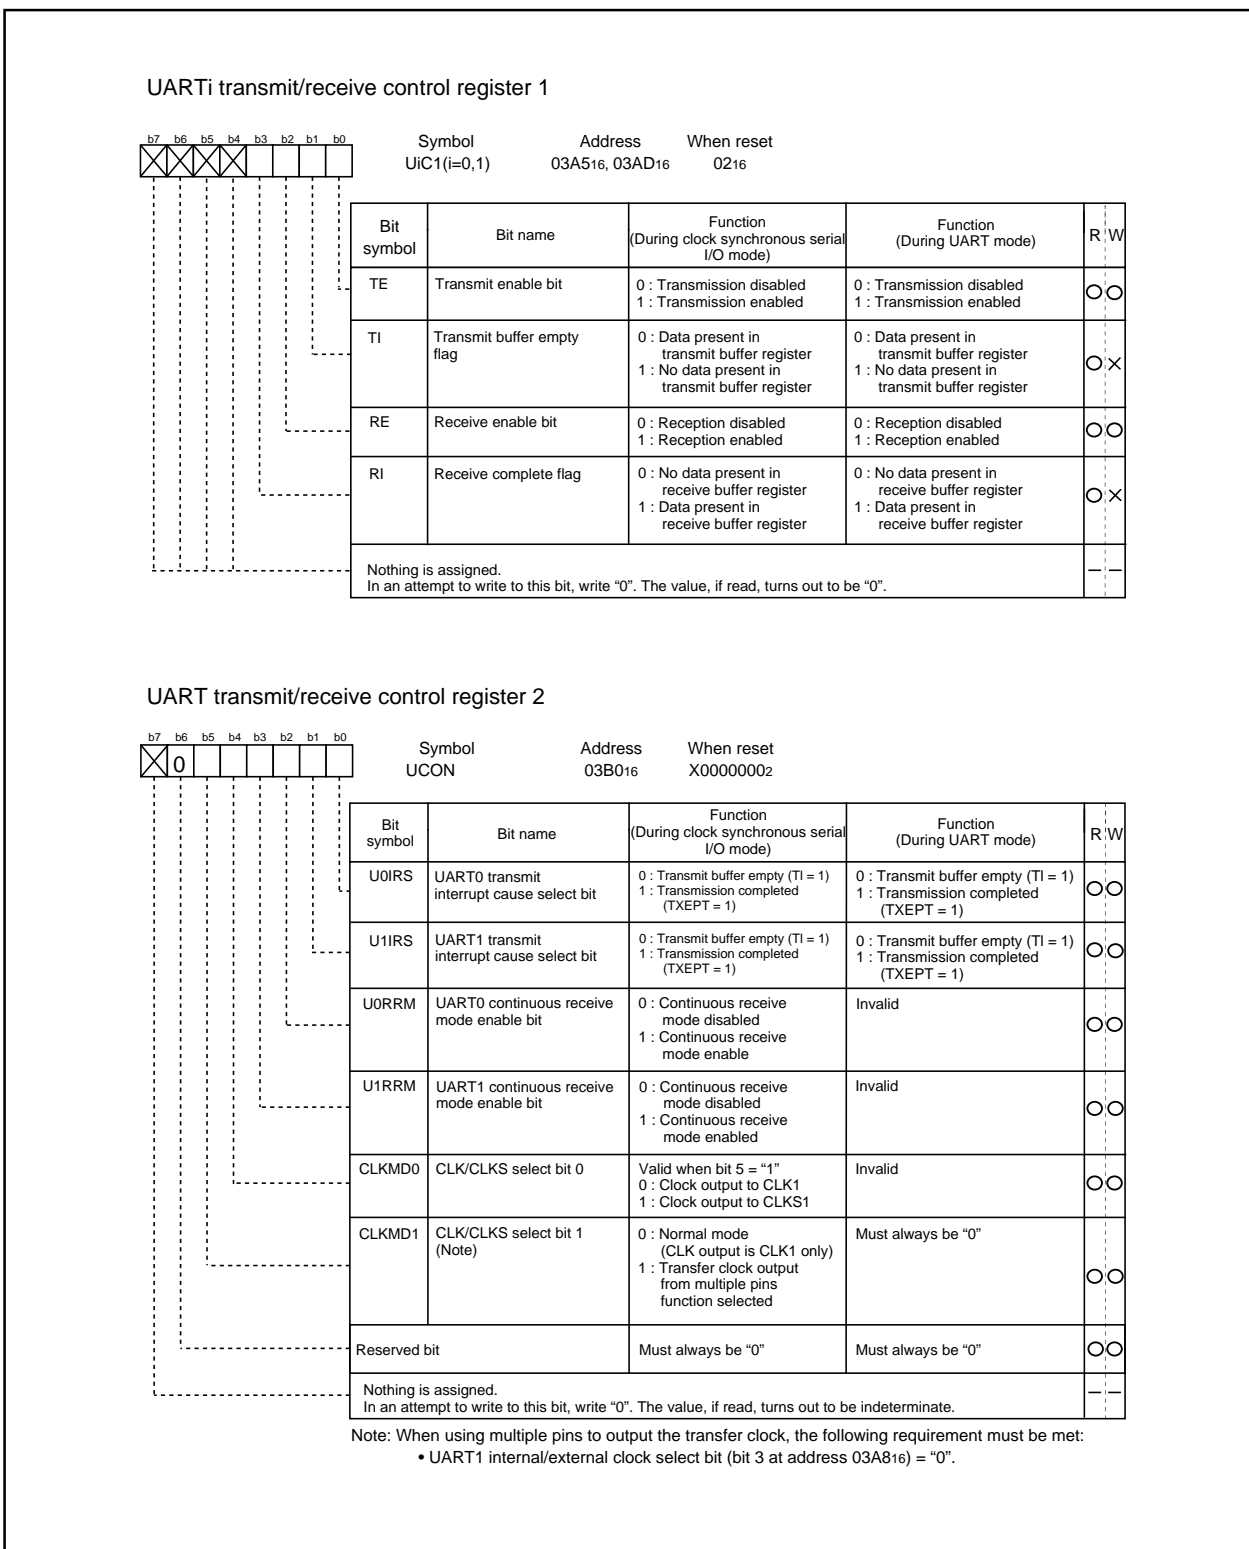 UARTi transmit/receive control register 1
b7 b6 b5 b4 b3 b2 b1 b0
Symbol Address When reset
UiC1(i=0,1) 03A516, 03AD16 0216
Bit symbol Bit name Function (During clock synchronous serial I/O mode) Function (During UART mode) R W
TE Transmit enable bit 0 : Transmission disabled 0 : Transmission disabled
1 : Transmission enabled 1 : Transmission enabled
TI Transmit buffer empty 0 : Data present in 0 : Data present in
flag transmit buffer register transmit buffer register
1 : No data present in 1 : No data present in
transmit buffer register transmit buffer register
RE Receive enable bit 0 : Reception disabled 0 : Reception disabled
1 : Reception enabled 1 : Reception enabled
RI Receive complete flag 0 : No data present in 0 : No data present in
receive buffer register receive buffer register
1 : Data present in 1 : Data present in
receive buffer register receive buffer register
Nothing is assigned.
In an attempt to write to this bit, write “0”. The value, if read, turns out to be “0”.
UART transmit/receive control register 2
b7 b6 b5 b4 b3 b2 b1 b0
0
Symbol Address When reset
UCON 03B016 X00000002
Bit symbol Bit name Function (During clock synchronous serial I/O mode) Function (During UART mode) R W
U0IRS UART0 transmit 0 : Transmit buffer empty (TI = 1) 0 : Transmit buffer empty (TI = 1)
interrupt cause select bit 1 : Transmission completed 1 : Transmission completed
(TXEPT = 1) (TXEPT = 1)
U1IRS UART1 transmit 0 : Transmit buffer empty (TI = 1) 0 : Transmit buffer empty (TI = 1)
interrupt cause select bit 1 : Transmission completed 1 : Transmission completed
(TXEPT = 1) (TXEPT = 1)
U0RRM UART0 continuous receive 0 : Continuous receive Invalid
mode enable bit mode disabled
1 : Continuous receive
mode enable
U1RRM UART1 continuous receive 0 : Continuous receive Invalid
mode enable bit mode disabled
1 : Continuous receive
mode enabled
CLKMD0 CLK/CLKS select bit 0 Valid when bit 5 = “1” Invalid
0 : Clock output to CLK1
1 : Clock output to CLKS1
CLKMD1 CLK/CLKS select bit 1 0 : Normal mode Must always be “0”
(Note) (CLK output is CLK1 only)
1 : Transfer clock output
from multiple pins
function selected
Reserved bit Must always be “0” Must always be “0”
Nothing is assigned.
In an attempt to write to this bit, write “0”. The value, if read, turns out to be indeterminate.
Note: When using multiple pins to output the transfer clock, the following requirement must be met:
• UART1 internal/external clock select bit (bit 3 at address 03A816) = “0”.